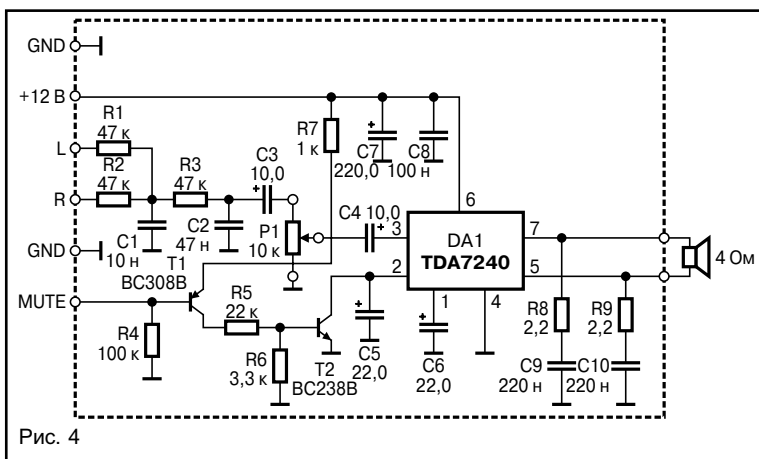 GND
+12 В
R1
47 к
L
R2
47 к
R
R3
47 к
C3
10,0
+
R7
1 к
+
C7
220,0
C8
100 н
6
C1
10 н
C2
47 н
P1
10 к
C4 10,0
+
3
DA1
TDA7240
7
5
4 Ом
GND
T1
BC308B
MUTE
R4
100 к
R5
22 к
R6
3,3 к
T2
BC238B
2
+
C5
22,0
1
+
C6
22,0
4
R8
2,2
R9
2,2
C9
220 н
C10
220 н
Рис. 4